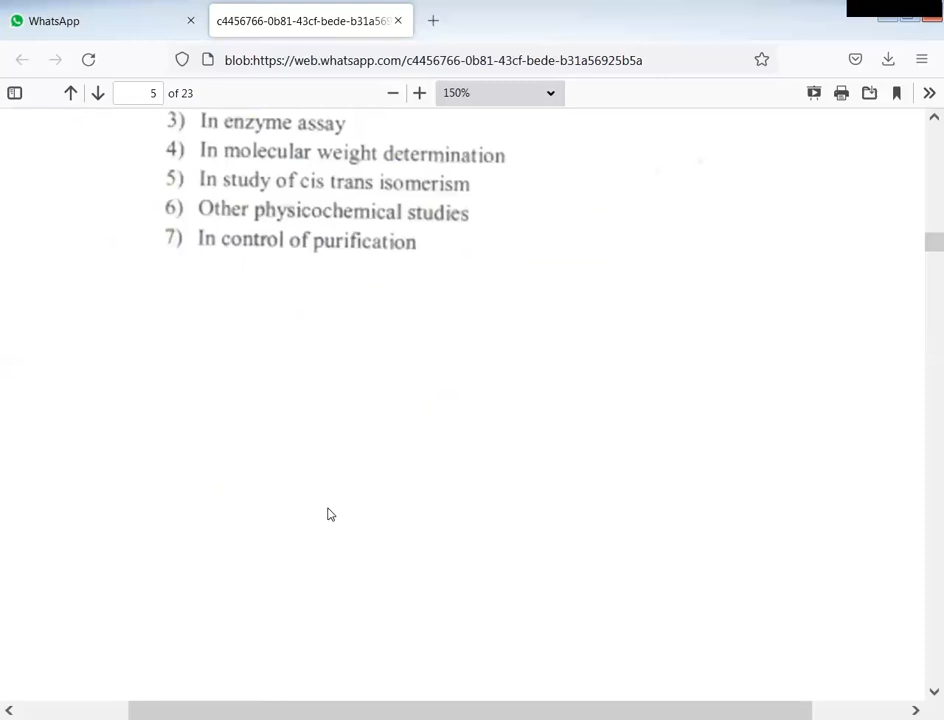 WhatsApp
c4456766-0b81-43cf-bede-b31a569
blob:https://web.whatsapp.com/c4456766-0b81-43cf-bede-b31a56925b5a
5 of 23
150%
3) In enzyme assay
4) In molecular weight determination
5) In study of cis trans isomerism
6) Other physicochemical studies
7) In control of purification